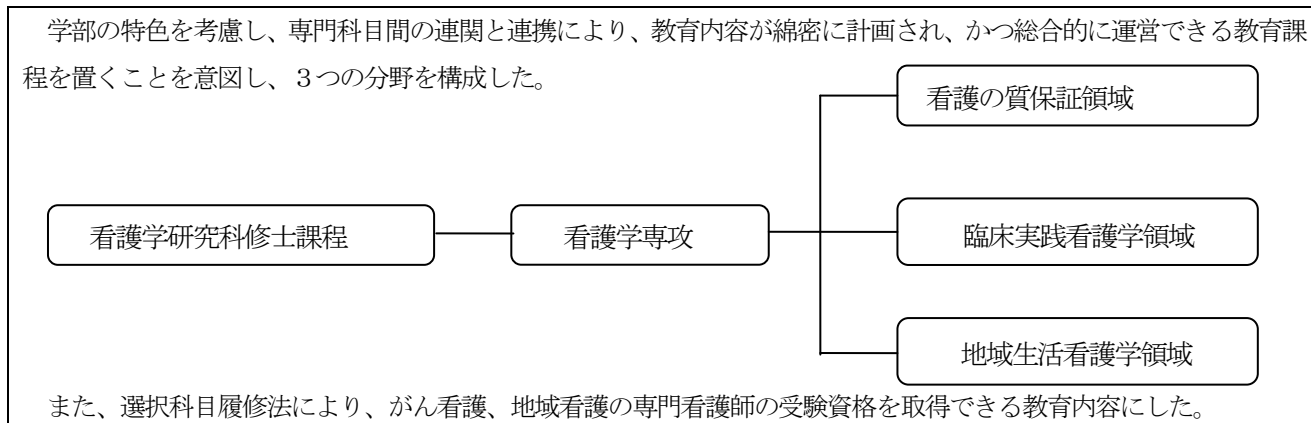 学部の特色を考慮し、専門科目間の連関と連携により、教育内容が綿密に計画され、かつ総合的に運営できる教育課
程を置くことを意図し、３つの分野を構成した。
看護の質保証領域
看護学研究科修士課程
看護学専攻
臨床実践看護学領域
地域生活看護学領域
また、選択科目履修法により、がん看護、地域看護の専門看護師の受験資格を取得できる教育内容にした。